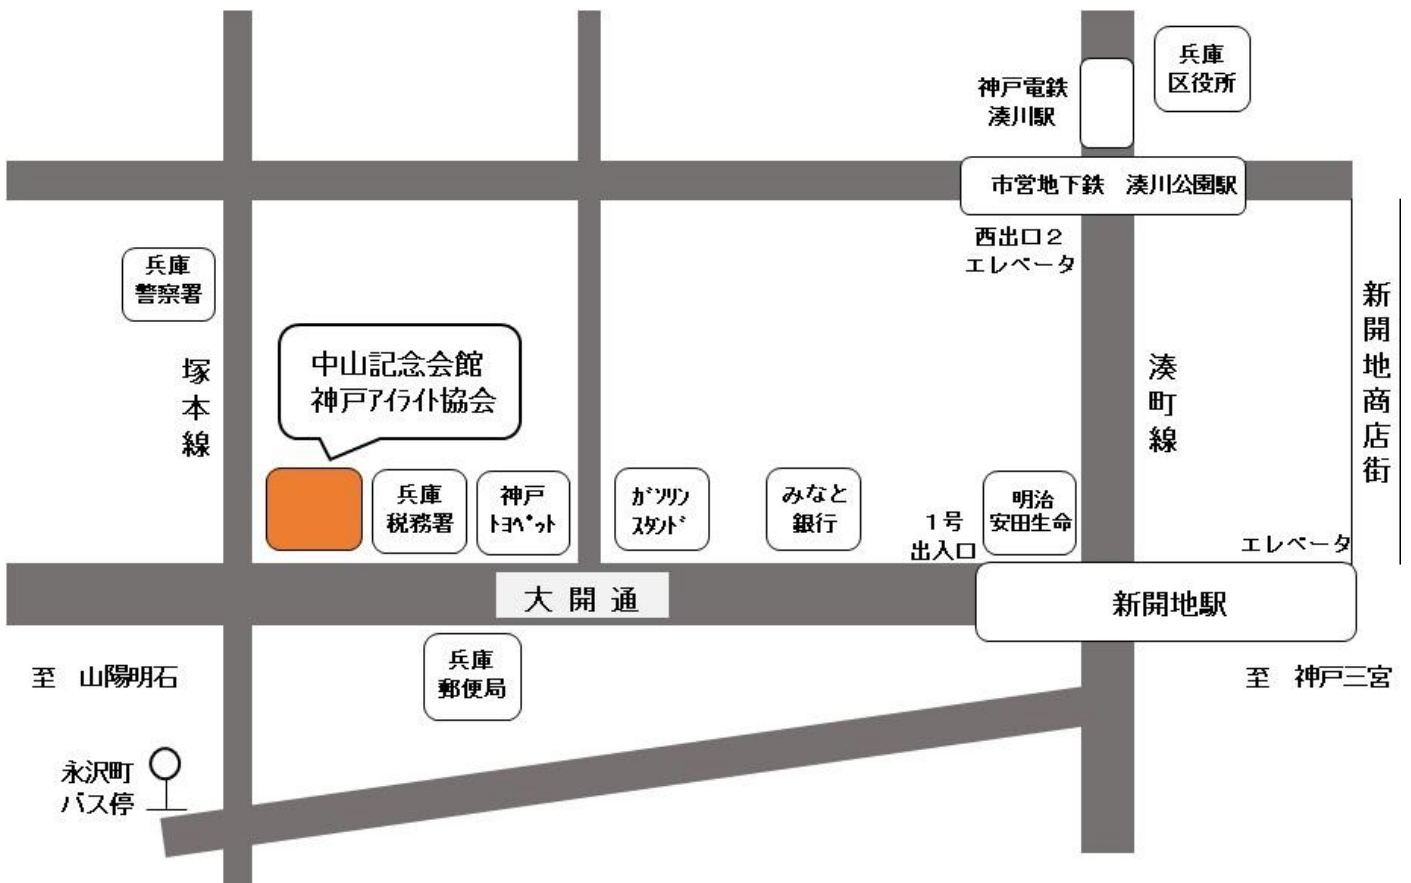 兵庫
区役所
神戸電鉄
湊川駅
市営地下鉄　湊川公園駅
西出口２
エレベータ
兵庫
警察署
塚本線
中山記念会館
神戸ｱｲﾗｲﾄ協会
湊町線
新開地商店街
兵庫
税務署
神戸
ﾄﾖﾍﾟｯﾄ
ｶﾞｿﾘﾝ
ｽﾀﾝﾄﾞ
みなと
銀行
１号
出入口
明治
安田生命
エレベータ
大開通
新開地駅
兵庫
郵便局
至　山陽明石
至　神戸三宮
永沢町
バス停